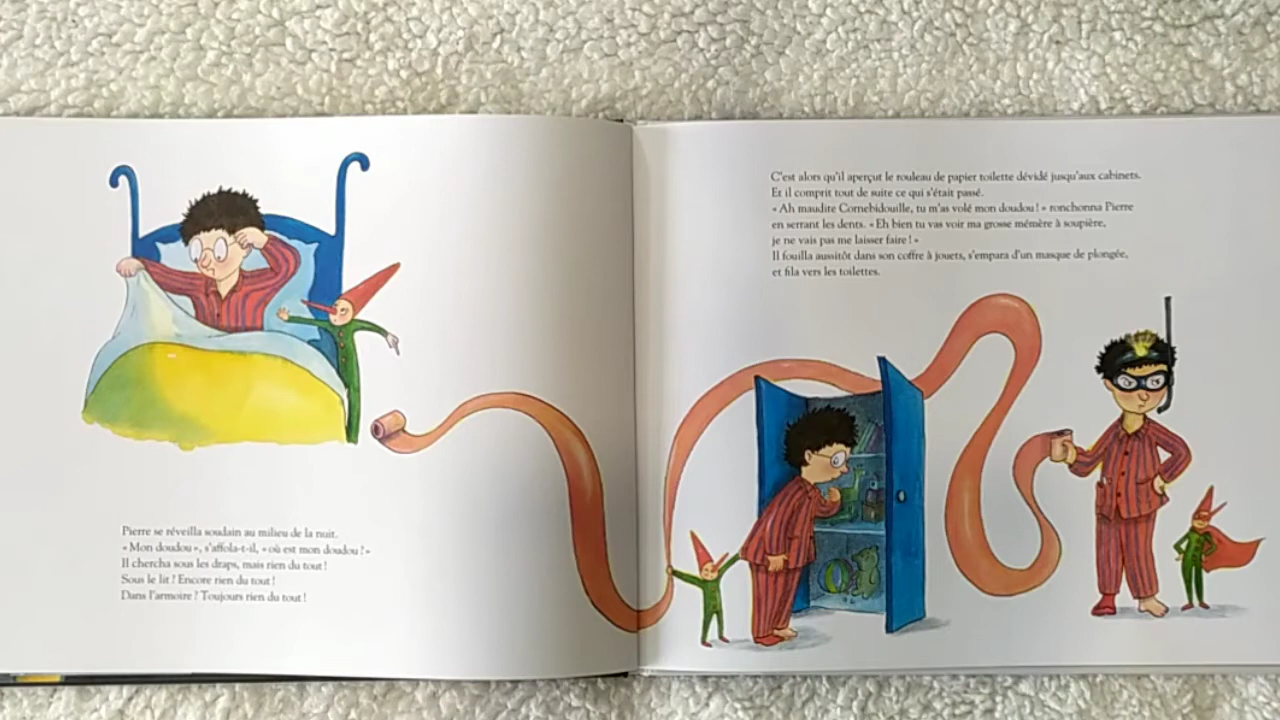 Pierre se réveilla soudain au milieu de la nuit.
« Mon doudou », s'affola-t-il, « où est mon doudou ? »
Il chercha sous les draps, mais rien du tout !
Sous le lit ? Encore rien du tout !
Dans l'armoire ? Toujours rien du tout !
C'est alors qu'il aperçut le rouleau de papier toilette dévidé jusqu'aux cabinets.
Et il comprit tout de suite ce qui s'était passé.
« Ah maudite Cornebidouille, tu m'as volé mon doudou ! » ronchonna Pierre
en serrant les dents. « Eh bien tu vas voir ma grosse mémère à soupière,
je ne vais pas me laisser faire ! »
Il fouilla aussitôt dans son coffre à jouets, s'empara d'un masque de plongée,
et fila vers les toilettes.